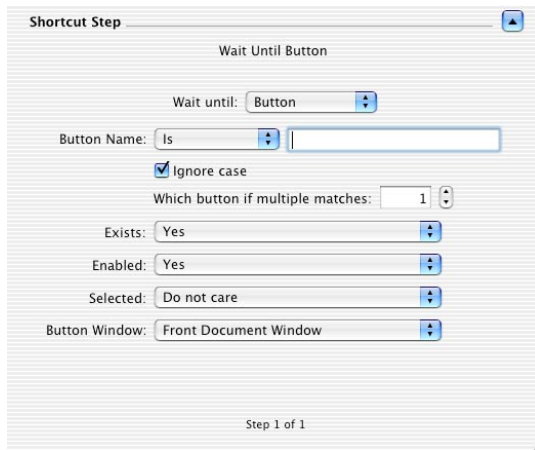 Shortcut Step
Wait Until Button
Wait until: Button
Button Name: Is
Ignore case
Which button if multiple matches: 1
Exists: Yes
Enabled: Yes
Selected: Do not care
Button Window: Front Document Window
Step 1 of 1